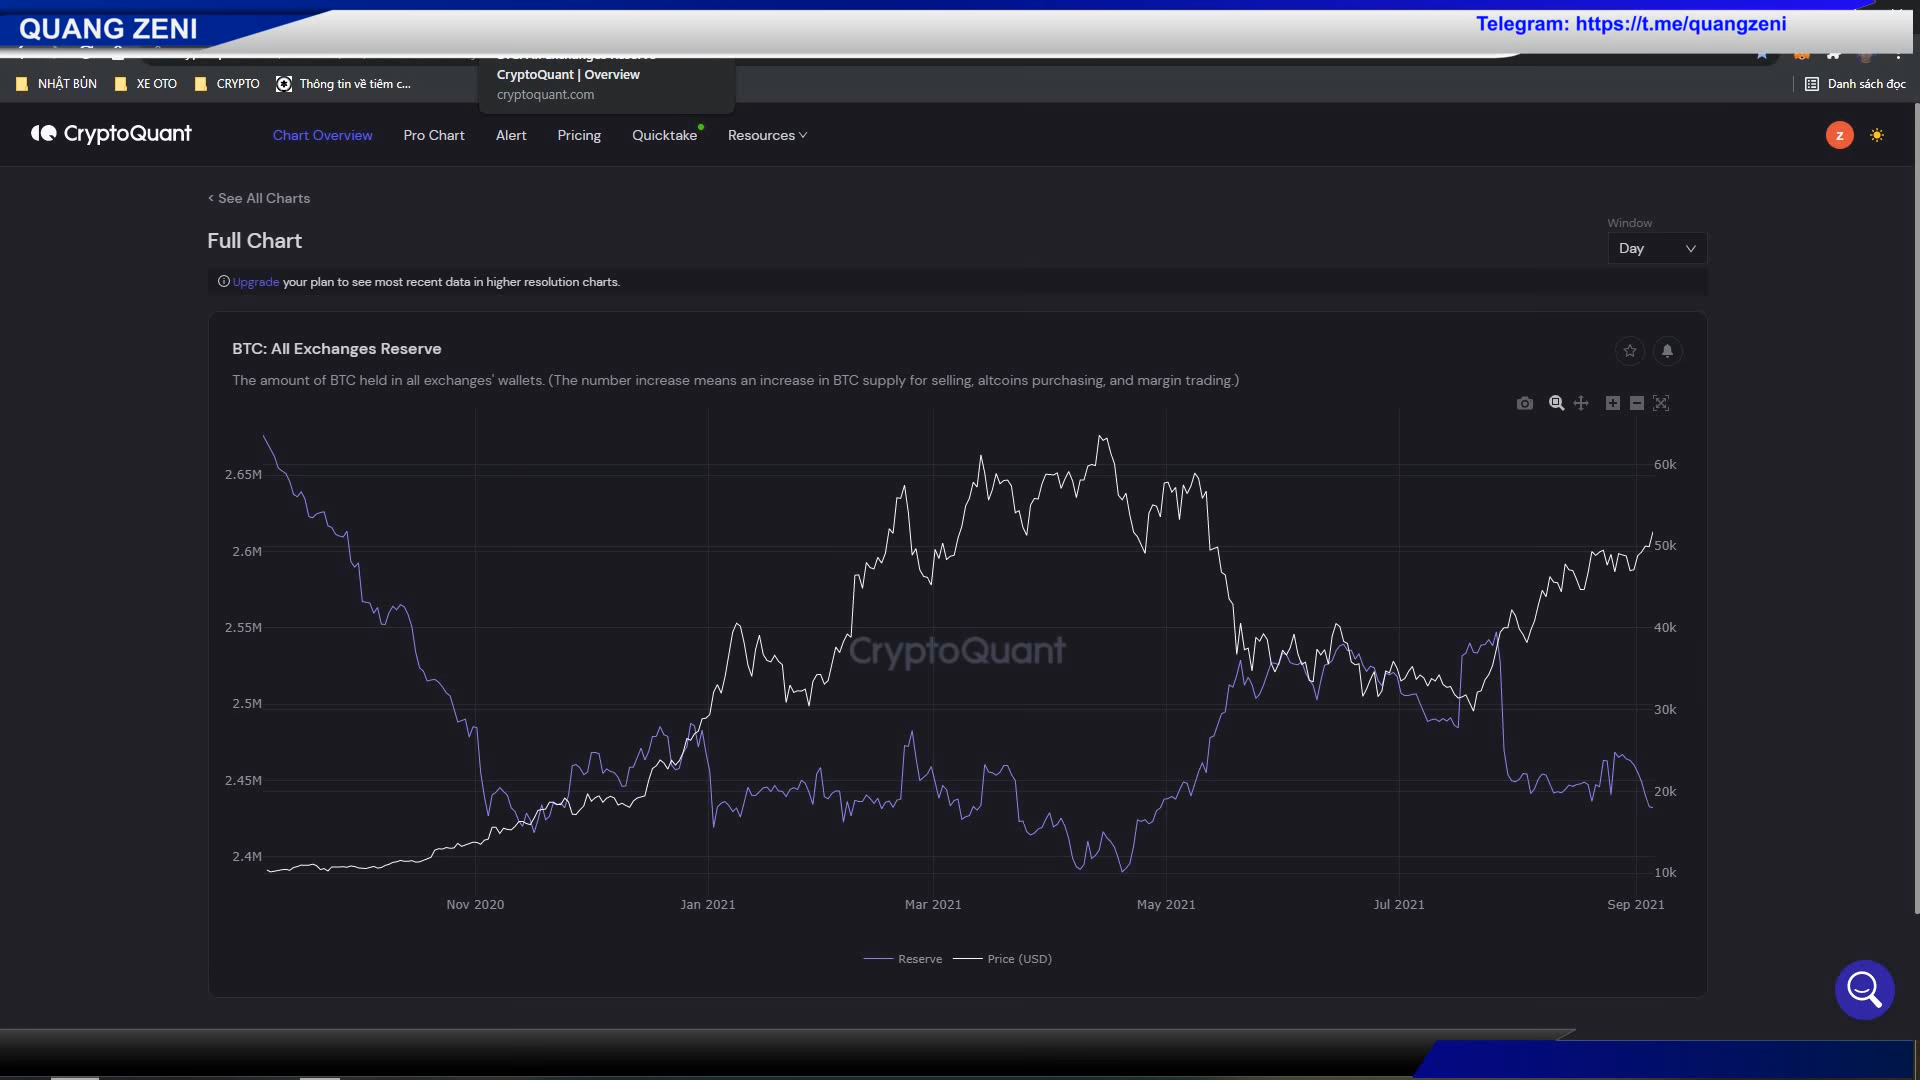 QUANG ZENI
Telegram: https://t.me/quangzeni
CryptoQuant | Overview
cryptoquant.com
NHẬT BỦN
XE OTO
CRYPTO
Thông tin về tiêm c...
Danh sách đọc
CryptoQuant
Chart Overview
Pro Chart
Alert
Pricing
Quicktake
Resources
z
< See All Charts
Full Chart
Window
Day
Upgrade your plan to see most recent data in higher resolution charts.
BTC: All Exchanges Reserve
The amount of BTC held in all exchanges' wallets. (The number increase means an increase in BTC supply for selling, altcoins purchasing, and margin trading.)
2.65M
2.6M
2.55M
2.5M
2.45M
2.4M
60k
50k
40k
30k
20k
10k
CryptoQuant
Nov 2020
Jan 2021
Mar 2021
May 2021
Jul 2021
Sep 2021
Reserve
Price (USD)